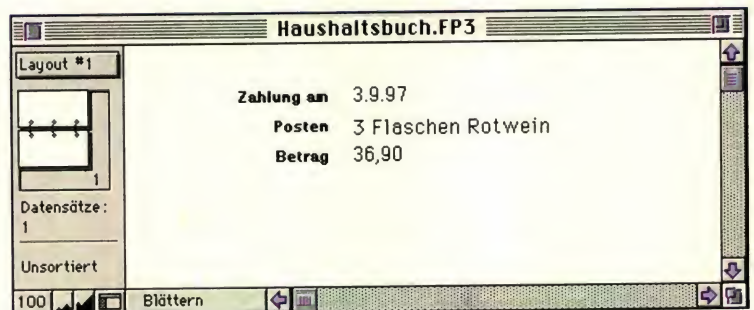 Haushaltsbuch.FP3
Layout #1
1
Datensätze:
1
Unsortiert
Zahlung am 3.9.97
Posten 3 Flaschen Rotwein
Betrag 36,90
100 Blättern